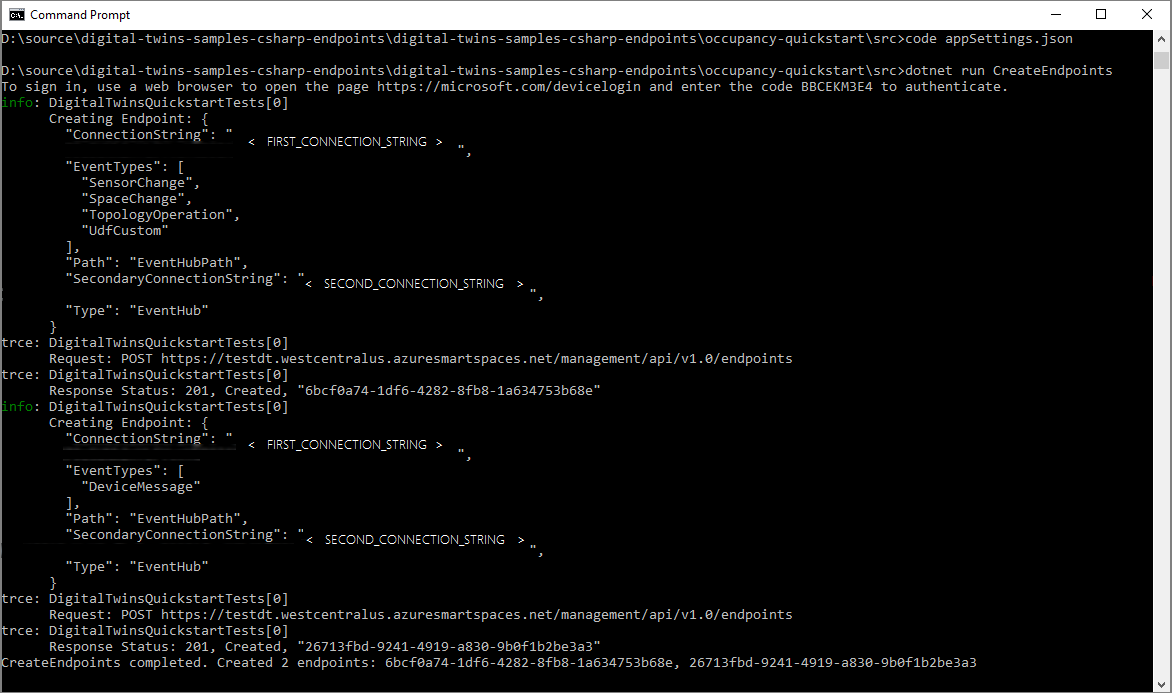 Command Prompt
D:\source\digital-twins-samples-csharp-endpoints\digital-twins-samples-csharp-endpoints\occupancy-quickstart\src>code appSettings.json
D:\source\digital-twins-samples-csharp-endpoints\digital-twins-samples-csharp-endpoints\occupancy-quickstart\src>dotnet run CreateEndpoints
To sign in, use a web browser to open the page https://microsoft.com/devicelogin and enter the code BBCEKM3E4 to authenticate.
info: DigitalTwinsQuickstartTests[0]
Creating Endpoint: {
"ConnectionString": " < FIRST_CONNECTION_STRING > ",
"EventTypes": [
"SensorChange",
"SpaceChange",
"TopologyOperation",
"UdfCustom"
],
"Path": "EventHubPath",
"SecondaryConnectionString": "< SECOND_CONNECTION_STRING > ",
"Type": "EventHub"
}
trce: DigitalTwinsQuickstartTests[0]
Request: POST https://testdt.westcentralus.azuresmartspaces.net/management/api/v1.0/endpoints
trce: DigitalTwinsQuickstartTests[0]
Response Status: 201, Created, "6bcf0a74-1df6-4282-8fb8-1a634753b68e"
info: DigitalTwinsQuickstartTests[0]
Creating Endpoint: {
"ConnectionString": " < FIRST_CONNECTION_STRING > ",
"EventTypes": [
"DeviceMessage"
],
"Path": "EventHubPath",
"SecondaryConnectionString": "< SECOND_CONNECTION_STRING > ",
"Type": "EventHub"
}
trce: DigitalTwinsQuickstartTests[0]
Request: POST https://testdt.westcentralus.azuresmartspaces.net/management/api/v1.0/endpoints
trce: DigitalTwinsQuickstartTests[0]
Response Status: 201, Created, "26713fbd-9241-4919-a830-9b0f1b2be3a3"
CreateEndpoints completed. Created 2 endpoints: 6bcf0a74-1df6-4282-8fb8-1a634753b68e, 26713fbd-9241-4919-a830-9b0f1b2be3a3